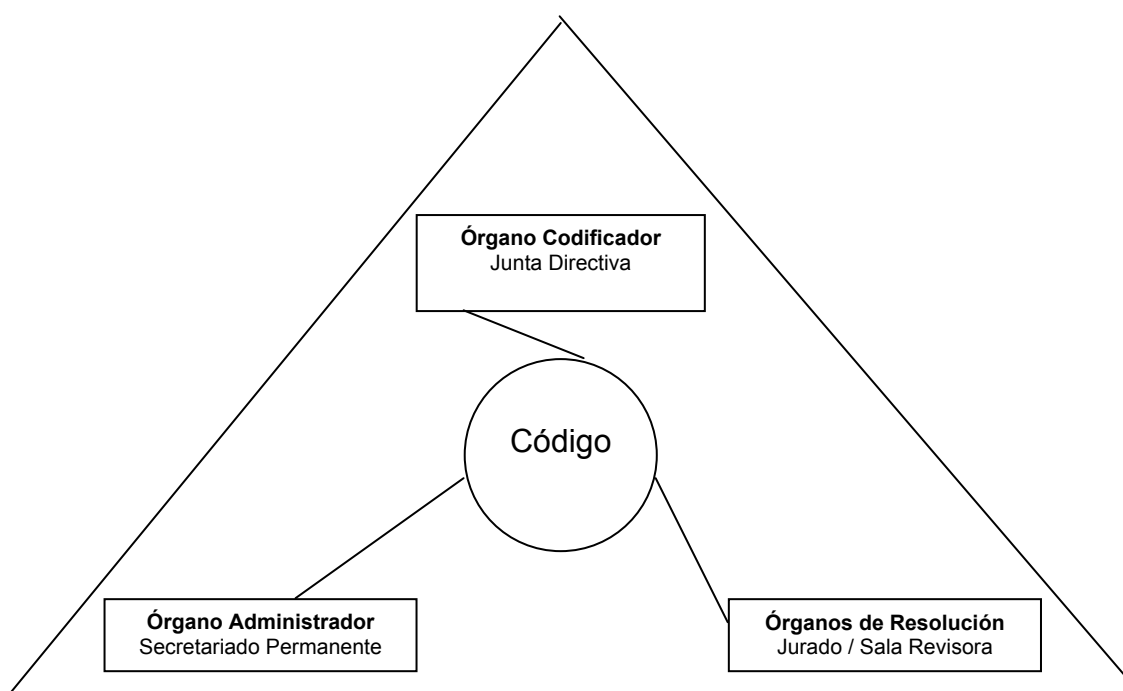 Órgano Codificador
Junta Directiva
Código
Órgano Administrador
Secretariado Permanente
Órganos de Resolución
Jurado / Sala Revisora